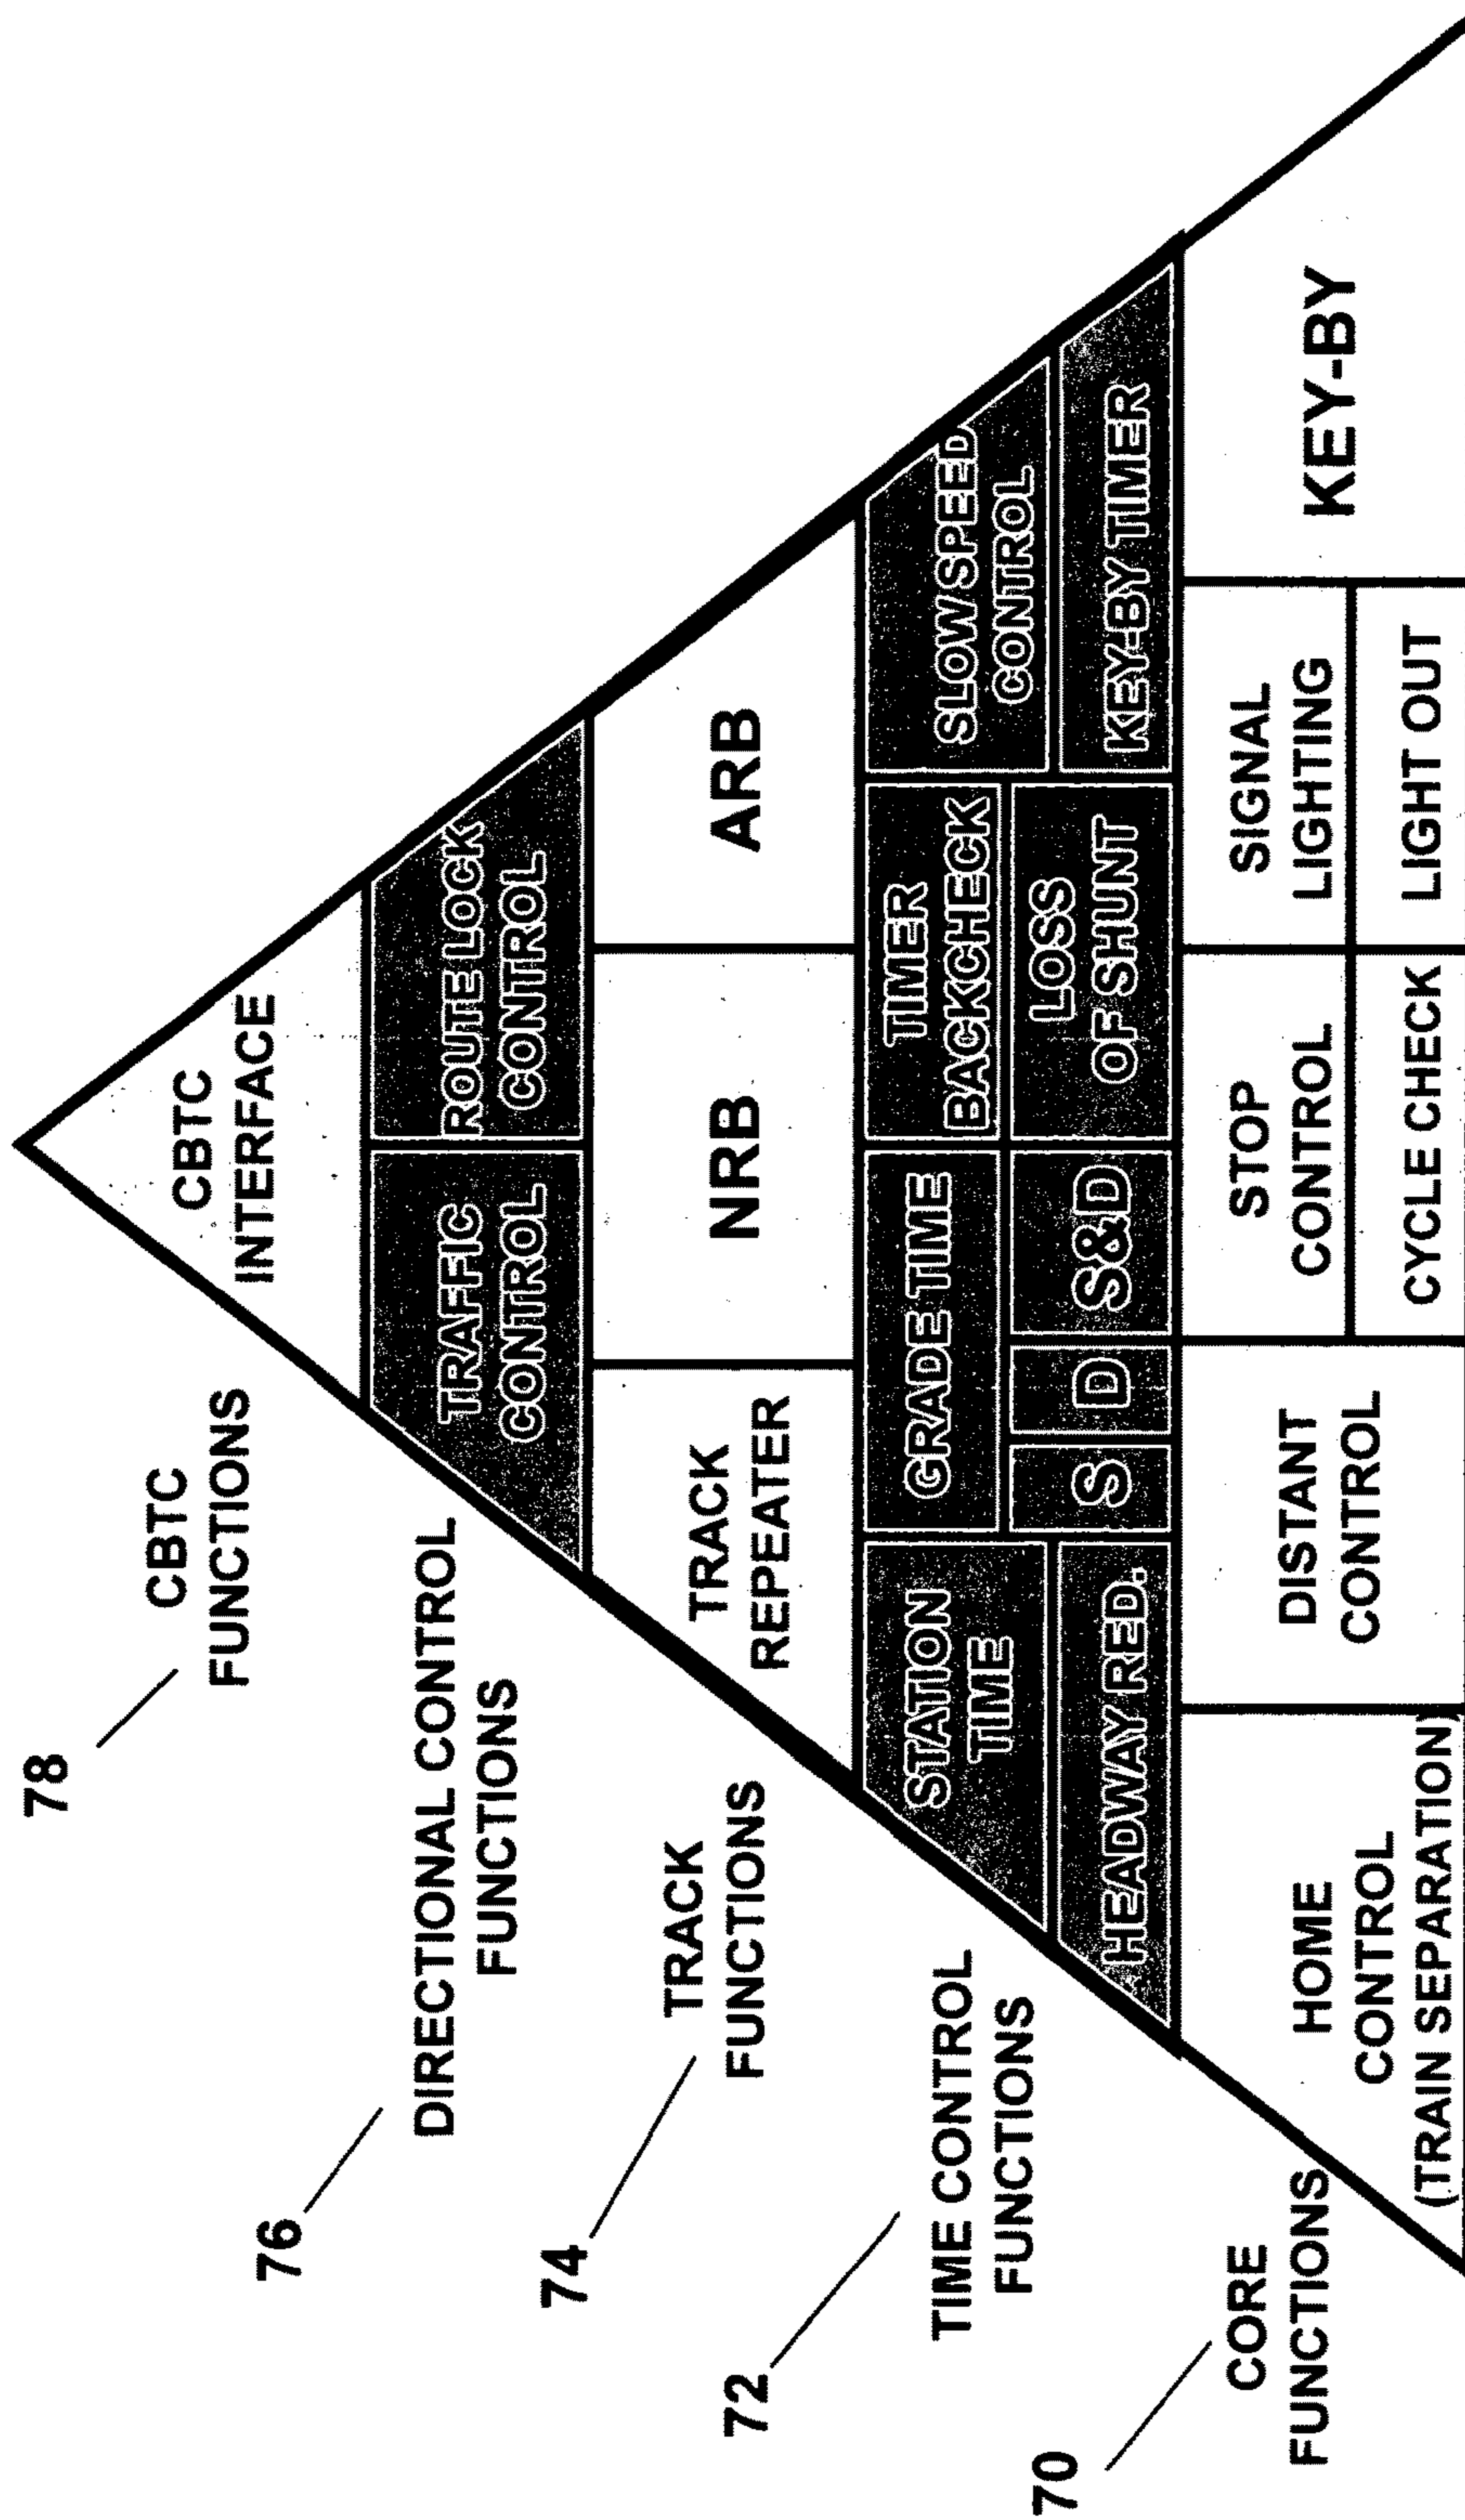 78
CBTC
FUNCTIONS
CBTC
INTERFACE
76
DIRECTIONAL CONTROL
FUNCTIONS
TRAFFIC
CONTROL
ROUTE LOCK
CONTROL
74
TRACK
FUNCTIONS
TRACK
REPEATER
NRB
ARB
72
TIME CONTROL
FUNCTIONS
STATION
TIME
HEADWAY RED.
GRADE TIME
S
D
S&D
TIMER
BACKCHECK
LOSS
OF SHUNT
SLOW SPEED
CONTROL
KEY-BY TIMER
70
CORE
FUNCTIONS
HOME
CONTROL
(TRAIN SEPARATION)
DISTANT
CONTROL
STOP
CONTROL
CYCLE CHECK
SIGNAL
LIGHTING
LIGHT OUT
KEY-BY